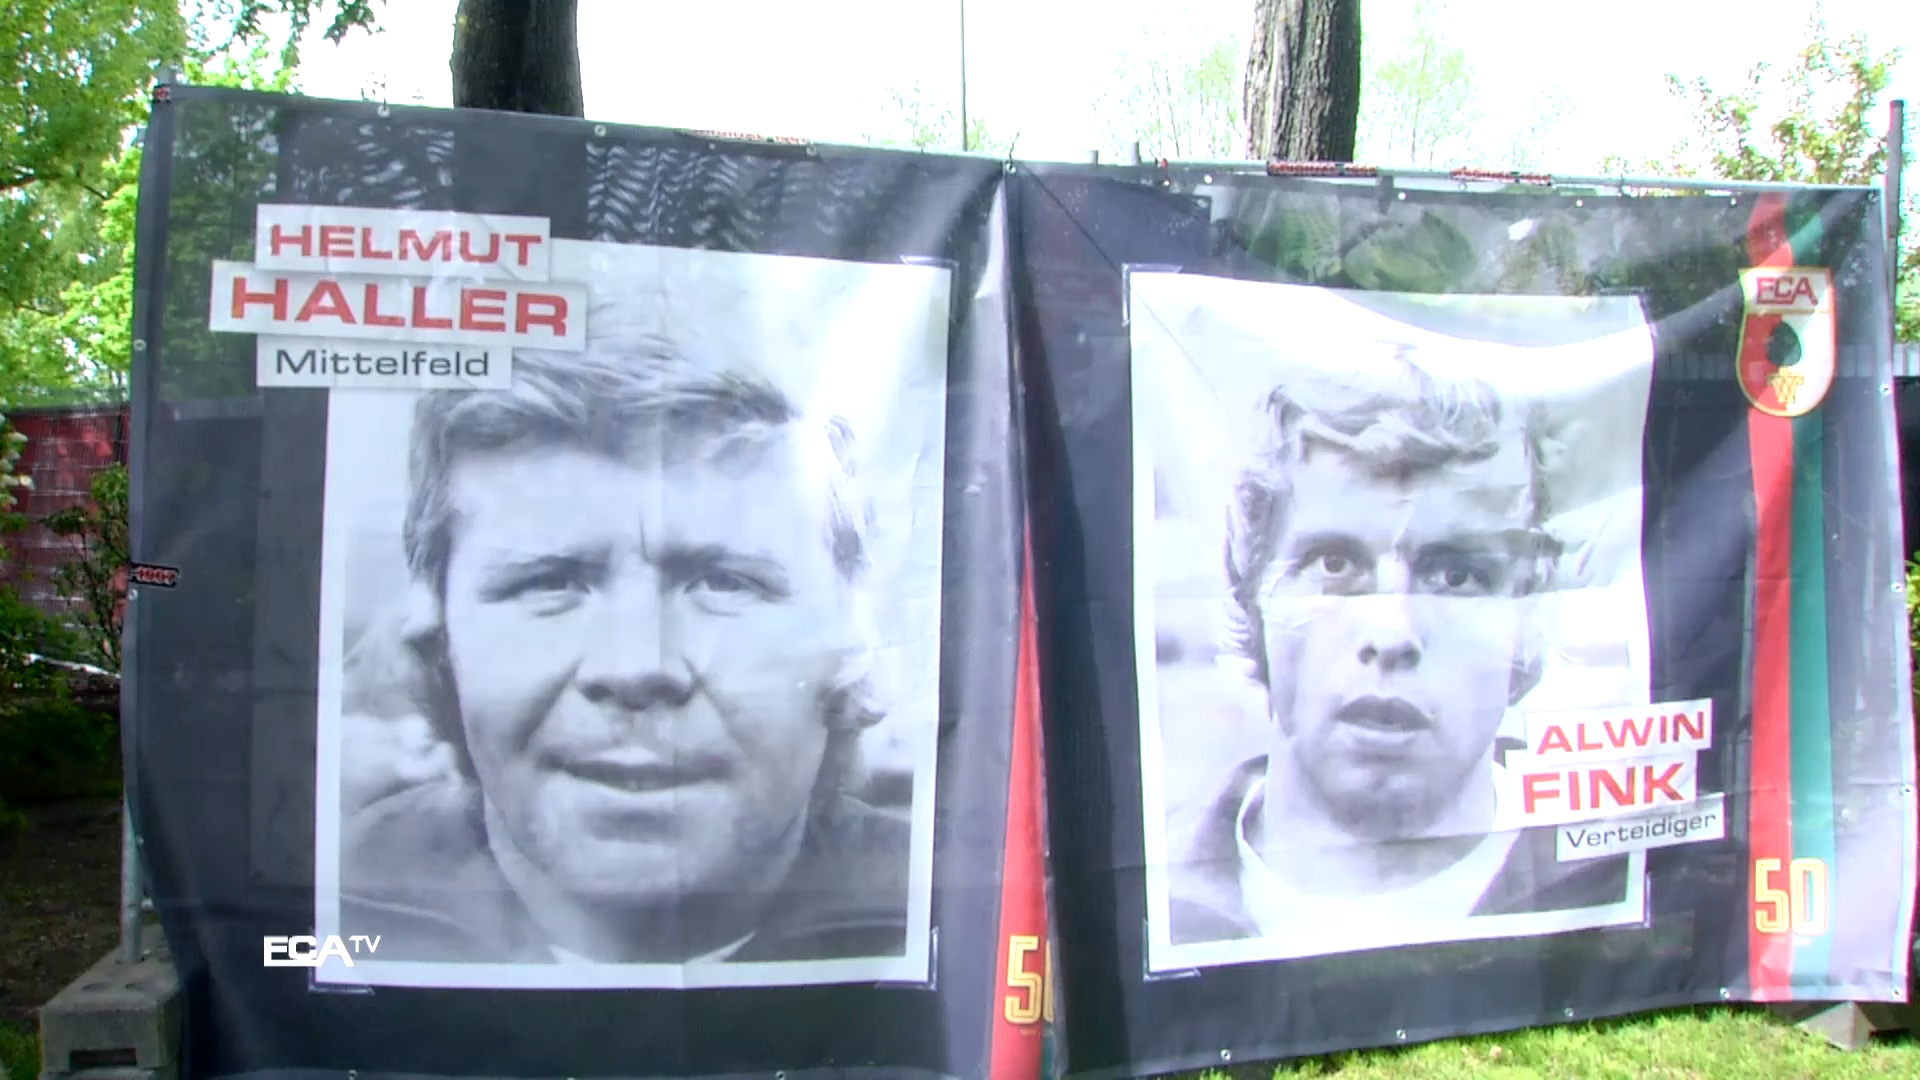 HELMUT
HALLER
Mittelfeld
FCA
ALWIN
FINK
Verteidiger
50
FCA TV